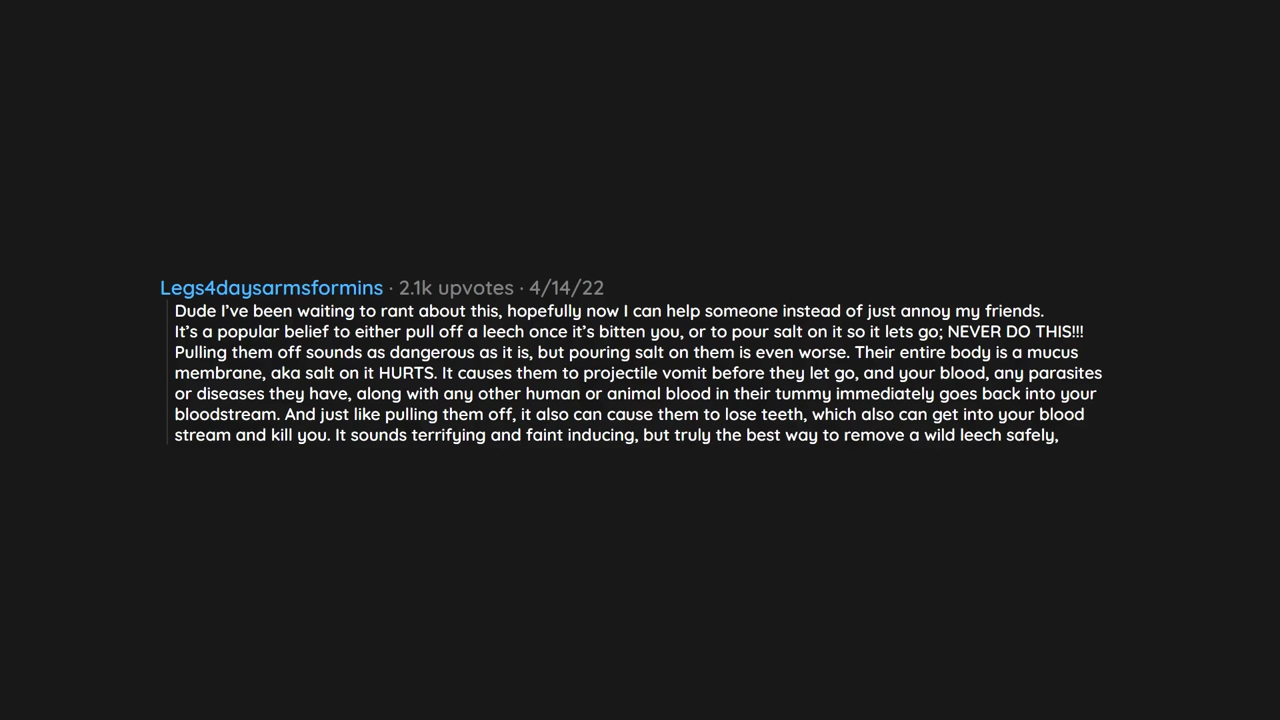 Legs4daysarmsformins · 2.1k upvotes · 4/14/22
Dude I’ve been waiting to rant about this, hopefully now I can help someone instead of just annoy my friends.
It’s a popular belief to either pull off a leech once it’s bitten you, or to pour salt on it so it lets go; NEVER DO THIS!!!
Pulling them off sounds as dangerous as it is, but pouring salt on them is even worse. Their entire body is a mucus
membrane, aka salt on it HURTS. It causes them to projectile vomit before they let go, and your blood, any parasites
or diseases they have, along with any other human or animal blood in their tummy immediately goes back into your
bloodstream. And just like pulling them off, it also can cause them to lose teeth, which also can get into your blood
stream and kill you. It sounds terrifying and faint inducing, but truly the best way to remove a wild leech safely,